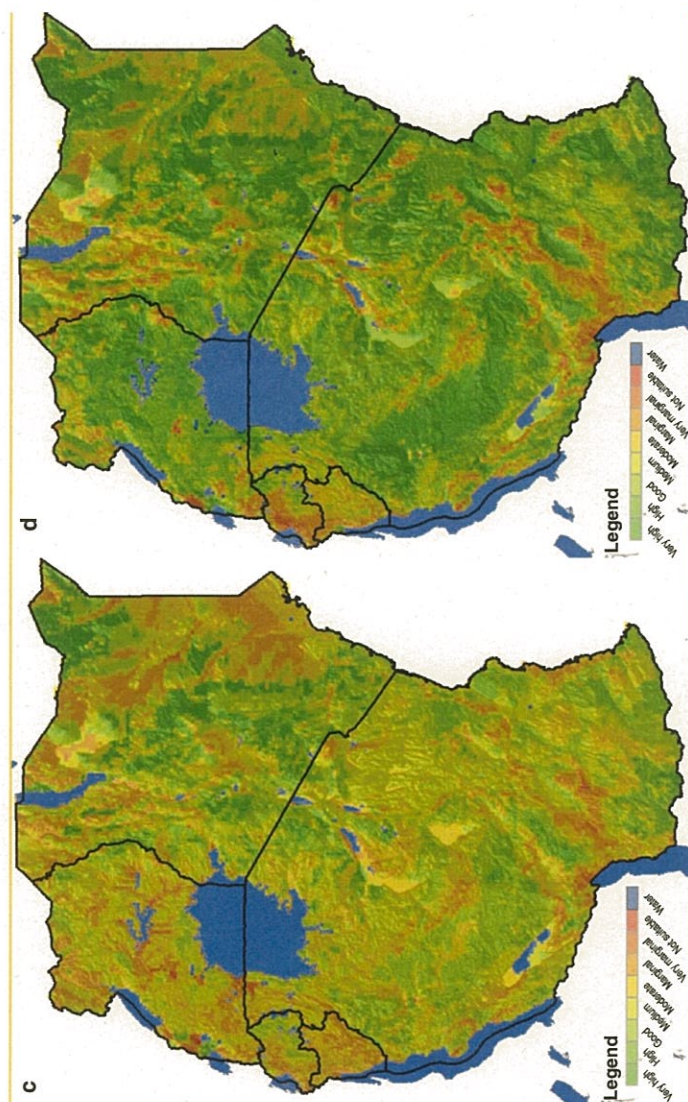 c
Legend
Very high
High
Good
Medium
Moderate
Marginal
Very marginal
Not suitable
Water
d
Legend
Very high
High
Good
Medium
Moderate
Marginal
Very marginal
Not suitable
Water